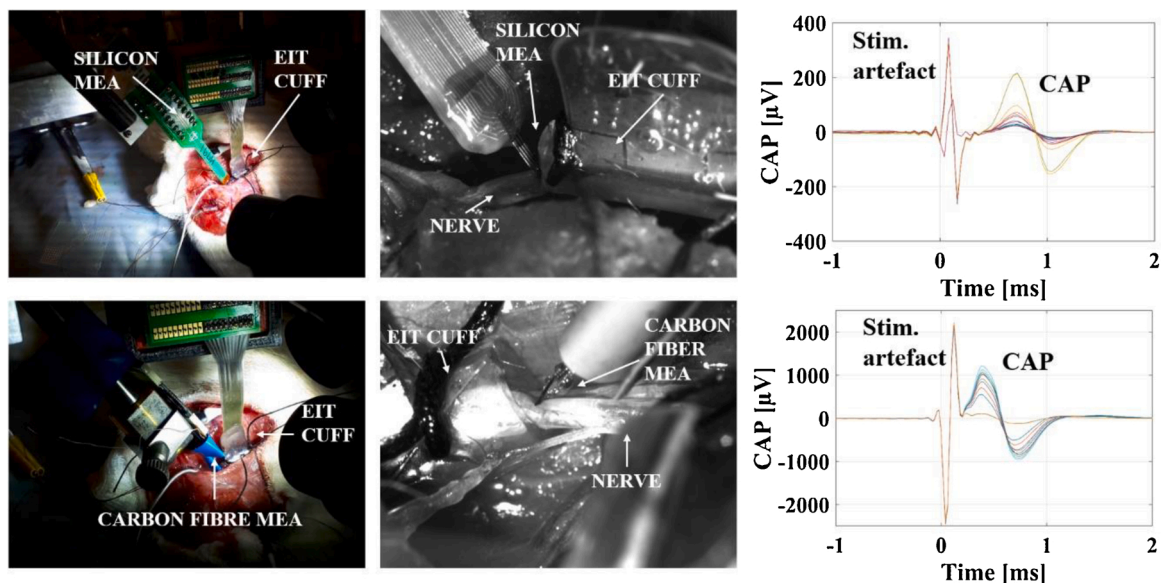 SILICON
MEA
EIT
CUFF
SILICON
MEA
EIT CUFF
NERVE
Stim.
artefact
CAP
CAP [µV]
400
200
0
-200
-400
-1
0
1
2
Time [ms]
EIT
CUFF
CARBON FIBRE MEA
EIT CUFF
CARBON
FIBER
MEA
NERVE
Stim.
artefact
CAP
CAP [µV]
2000
1000
0
-1000
-2000
-1
0
1
2
Time [ms]